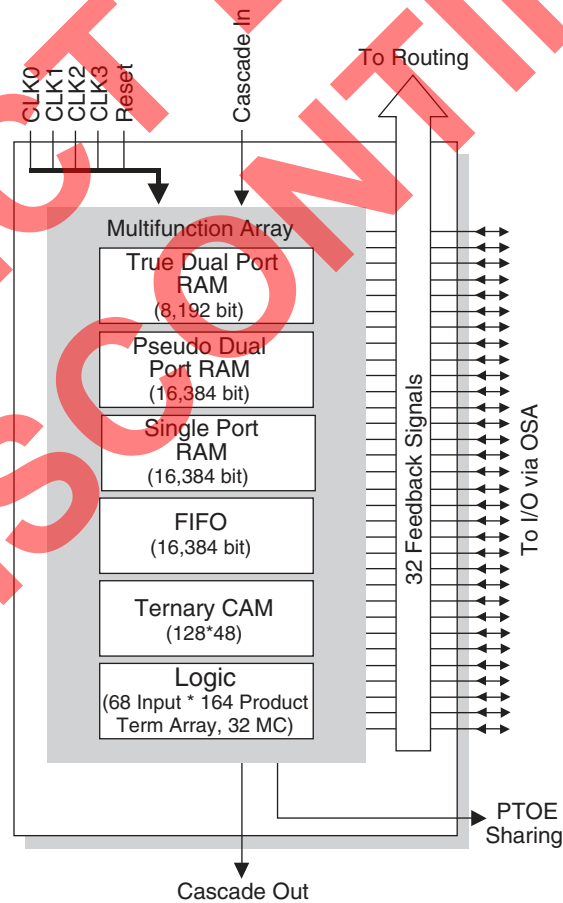 CLK0
CLK1
CLK2
CLK3
Reset
Cascade In
To Routing
Multifunction Array
True Dual Port
RAM
(8,192 bit)
Pseudo Dual
Port RAM
(16,384 bit)
Single Port
RAM
(16,384 bit)
FIFO
(16,384 bit)
Ternary CAM
(128*48)
Logic
(68 Input * 164 Product
Term Array, 32 MC)
32 Feedback Signals
To I/O via OSA
PTOE
Sharing
Cascade Out